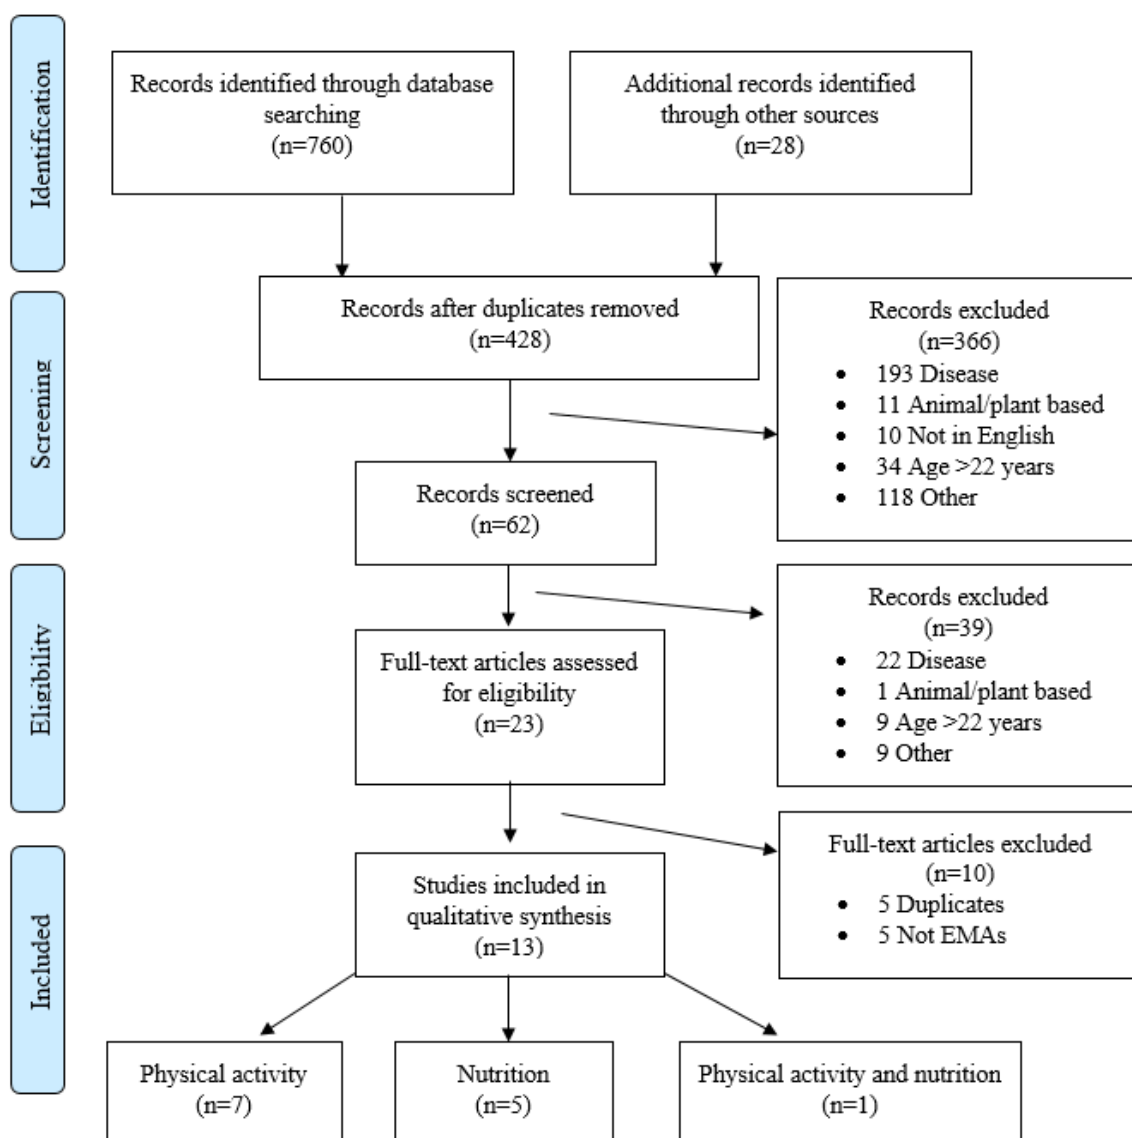 Identification
Records identified through database
searching
(n=760)
Additional records identified
through other sources
(n=28)
Screening
Records after duplicates removed
(n=428)
Records excluded
(n=366)
• 193 Disease
• 11 Animal/plant based
• 10 Not in English
• 34 Age >22 years
• 118 Other
Records screened
(n=62)
Eligibility
Records excluded
(n=39)
• 22 Disease
• 1 Animal/plant based
• 9 Age >22 years
• 9 Other
Full-text articles assessed
for eligibility
(n=23)
Full-text articles excluded
(n=10)
• 5 Duplicates
• 5 Not EMAs
Included
Studies included in
qualitative synthesis
(n=13)
Physical activity
(n=7)
Nutrition
(n=5)
Physical activity and nutrition
(n=1)